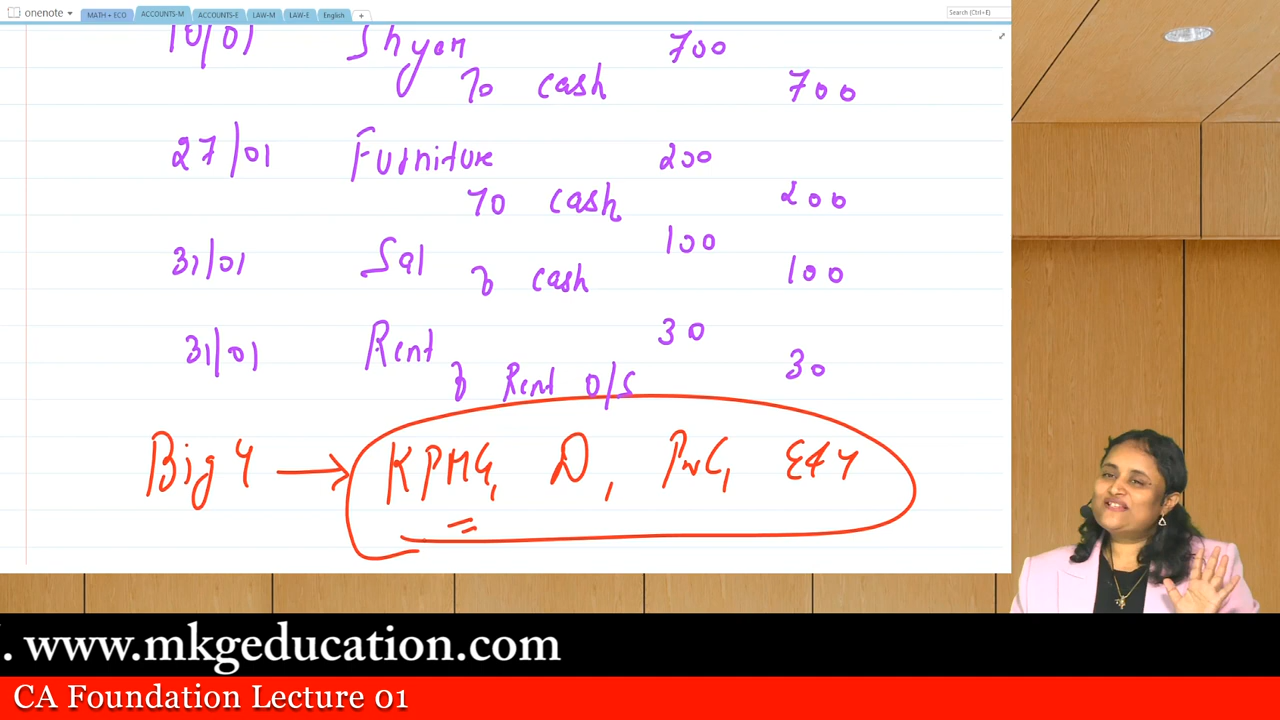 onenote MATH + ECO ACCOUNTS-M ACCOUNTS-E LAW-M LAW-E English + Search (Ctrl+E)
10/01 Shyam 700
To cash 700
27/01 Furniture 200
To cash 200
31/01 Sal 100
To cash 100
31/01 Rent 30
To Rent o/s 30
Big 4 → KPMG, D, PwC, E&Y
. www.mkgeducation.com
CA Foundation Lecture 01